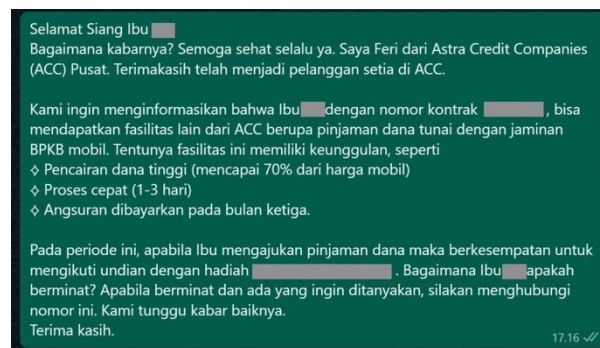 Selamat Siang Ibu
Bagaimana kabarnya? Semoga sehat selalu ya. Saya Feri dari Astra Credit Companies
(ACC) Pusat. Terimakasih telah menjadi pelanggan setia di ACC.
Kami ingin menginformasikan bahwa Ibu dengan nomor kontrak , bisa
mendapatkan fasilitas lain dari ACC berupa pinjaman dana tunai dengan jaminan
BPKB mobil. Tentunya fasilitas ini memiliki keunggulan, seperti
✧ Pencairan dana tinggi (mencapai 70% dari harga mobil)
✧ Proses cepat (1-3 hari)
✧ Angsuran dibayarkan pada bulan ketiga.
Pada periode ini, apabila Ibu mengajukan pinjaman dana maka berkesempatan untuk
mengikuti undian dengan hadiah . Bagaimana Ibu apakah
berminat? Apabila berminat dan ada yang ingin ditanyakan, silakan menghubungi
nomor ini. Kami tunggu kabar baiknya.
Terima kasih.
17.16